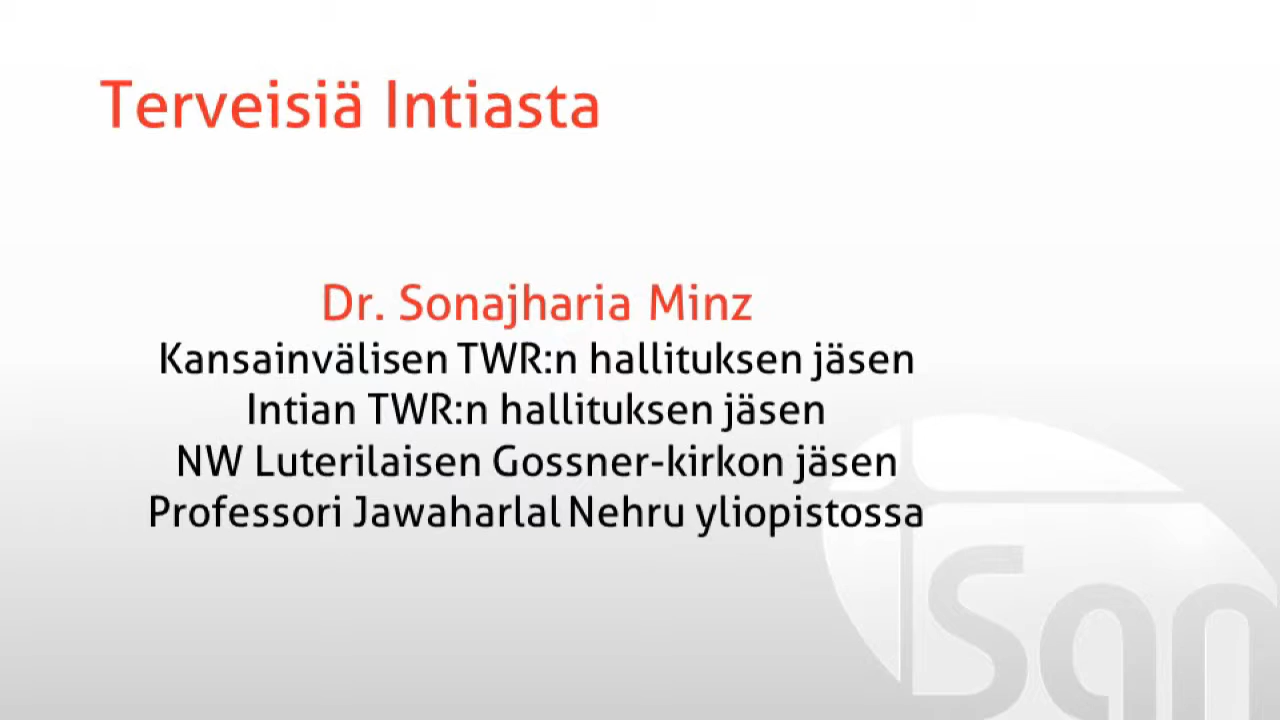 Terveisiä Intiasta
Dr. Sonajharia Minz
Kansainvälisen TWR:n hallituksen jäsen
Intian TWR:n hallituksen jäsen
NW Luterilaisen Gossner-kirkon jäsen
Professori Jawaharlal Nehru yliopistossa